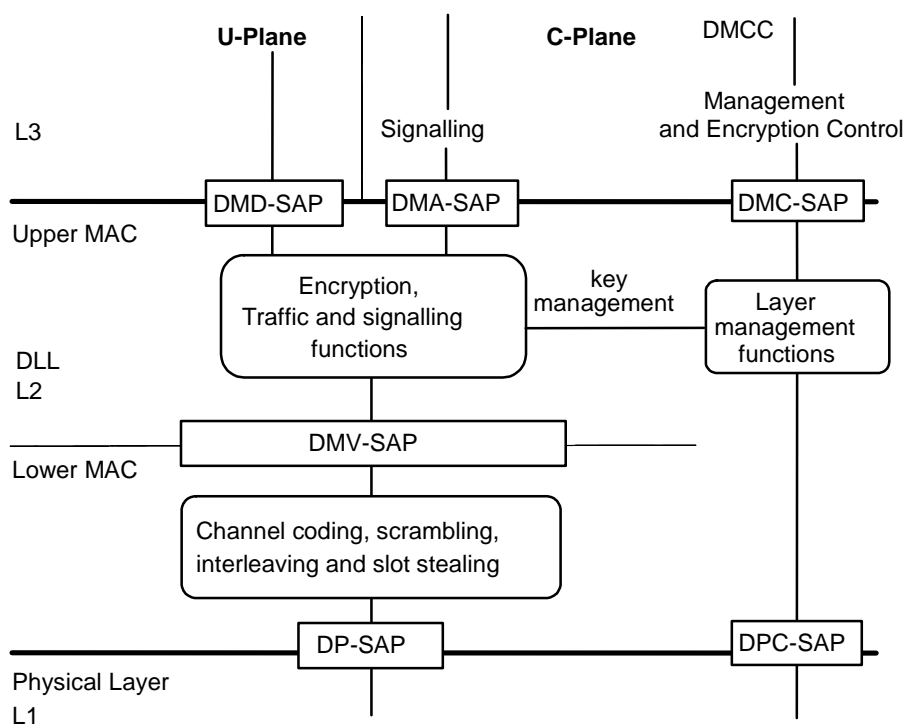 U-Plane
C-Plane
DMCC
L3
Signalling
Management
and Encryption Control
DMD-SAP
DMA-SAP
DMC-SAP
Upper MAC
Encryption,
Traffic and signalling
functions
key
management
Layer
management
functions
DLL
L2
DMV-SAP
Lower MAC
Channel coding, scrambling,
interleaving and slot stealing
DP-SAP
DPC-SAP
Physical Layer
L1